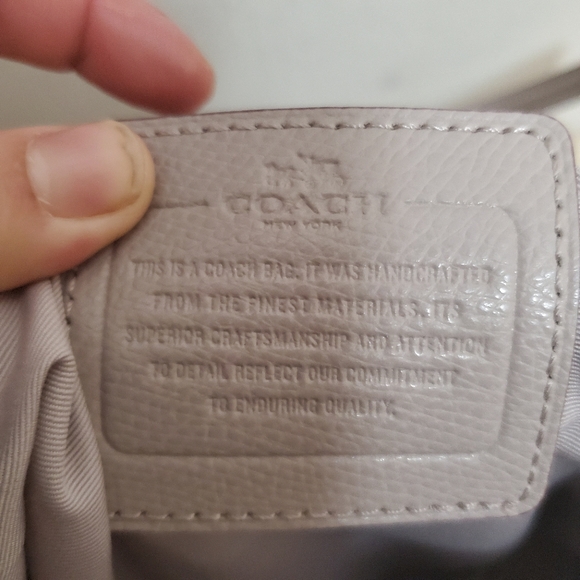 COACH
NEW YORK
THIS IS A COACH BAG. IT WAS HANDCRAFTED
FROM THE FINEST MATERIALS. ITS
SUPERIOR CRAFTSMANSHIP AND ATTENTION
TO DETAIL REFLECT OUR COMMITMENT
TO ENDURING QUALITY.